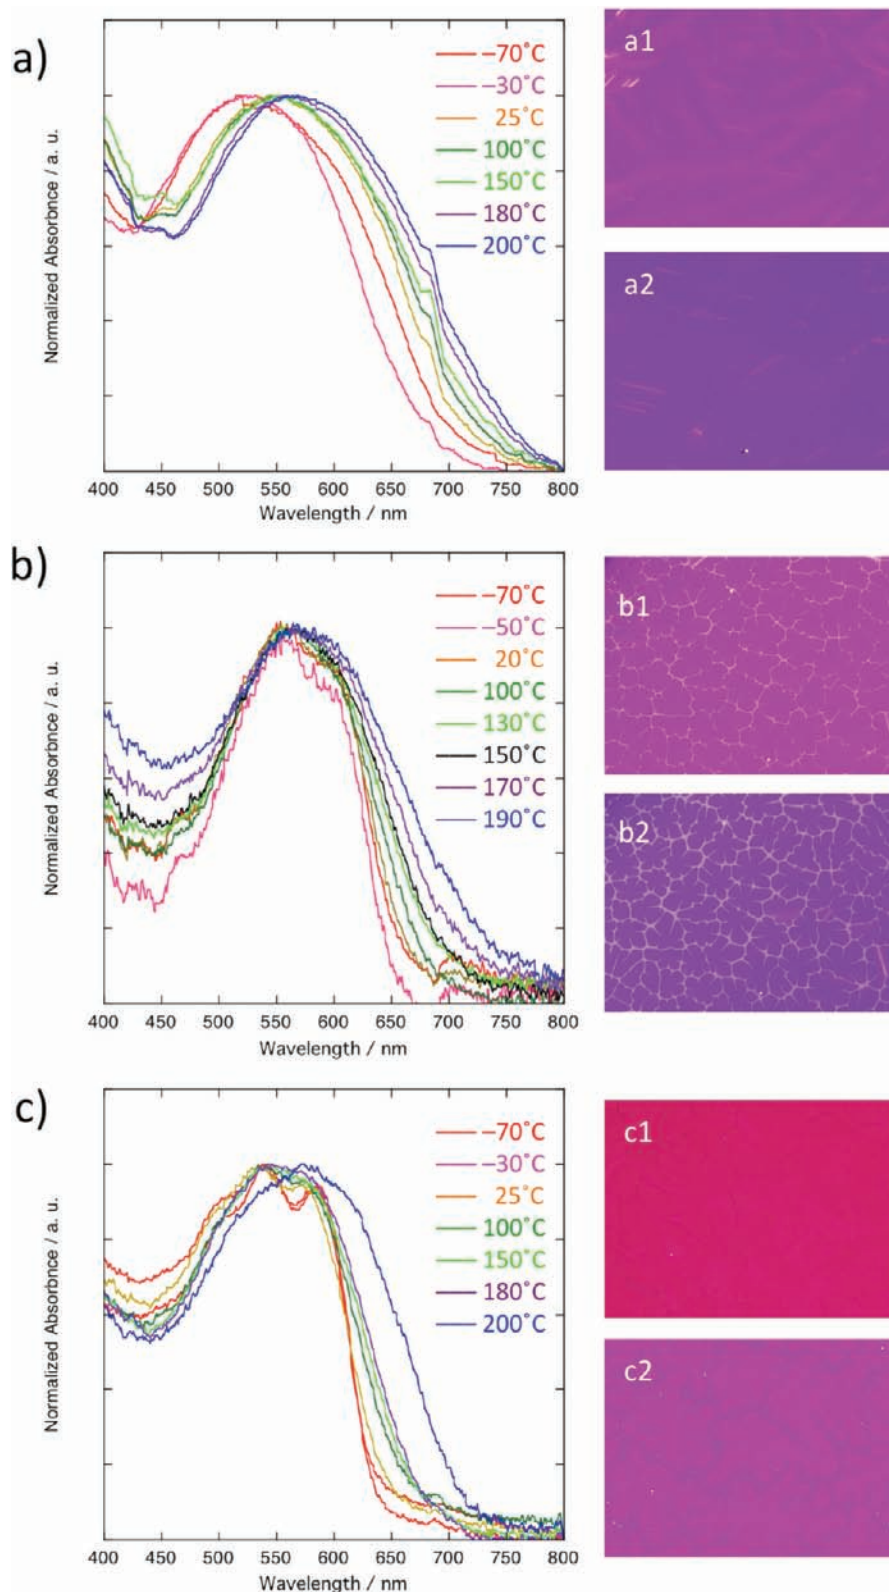 a)
Normalized Absorbnce / a. u.
−70˚C
−30˚C
25˚C
100˚C
150˚C
180˚C
200˚C
400 450 500 550 600 650 700 750 800
Wavelength / nm
a1
a2
b)
Normalized Absorbnce / a. u.
−70˚C
−50˚C
20˚C
100˚C
130˚C
150˚C
170˚C
190˚C
400 450 500 550 600 650 700 750 800
Wavelength / nm
b1
b2
c)
Normalized Absorbnce / a. u.
−70˚C
−30˚C
25˚C
100˚C
150˚C
180˚C
200˚C
400 450 500 550 600 650 700 750 800
Wavelength / nm
c1
c2